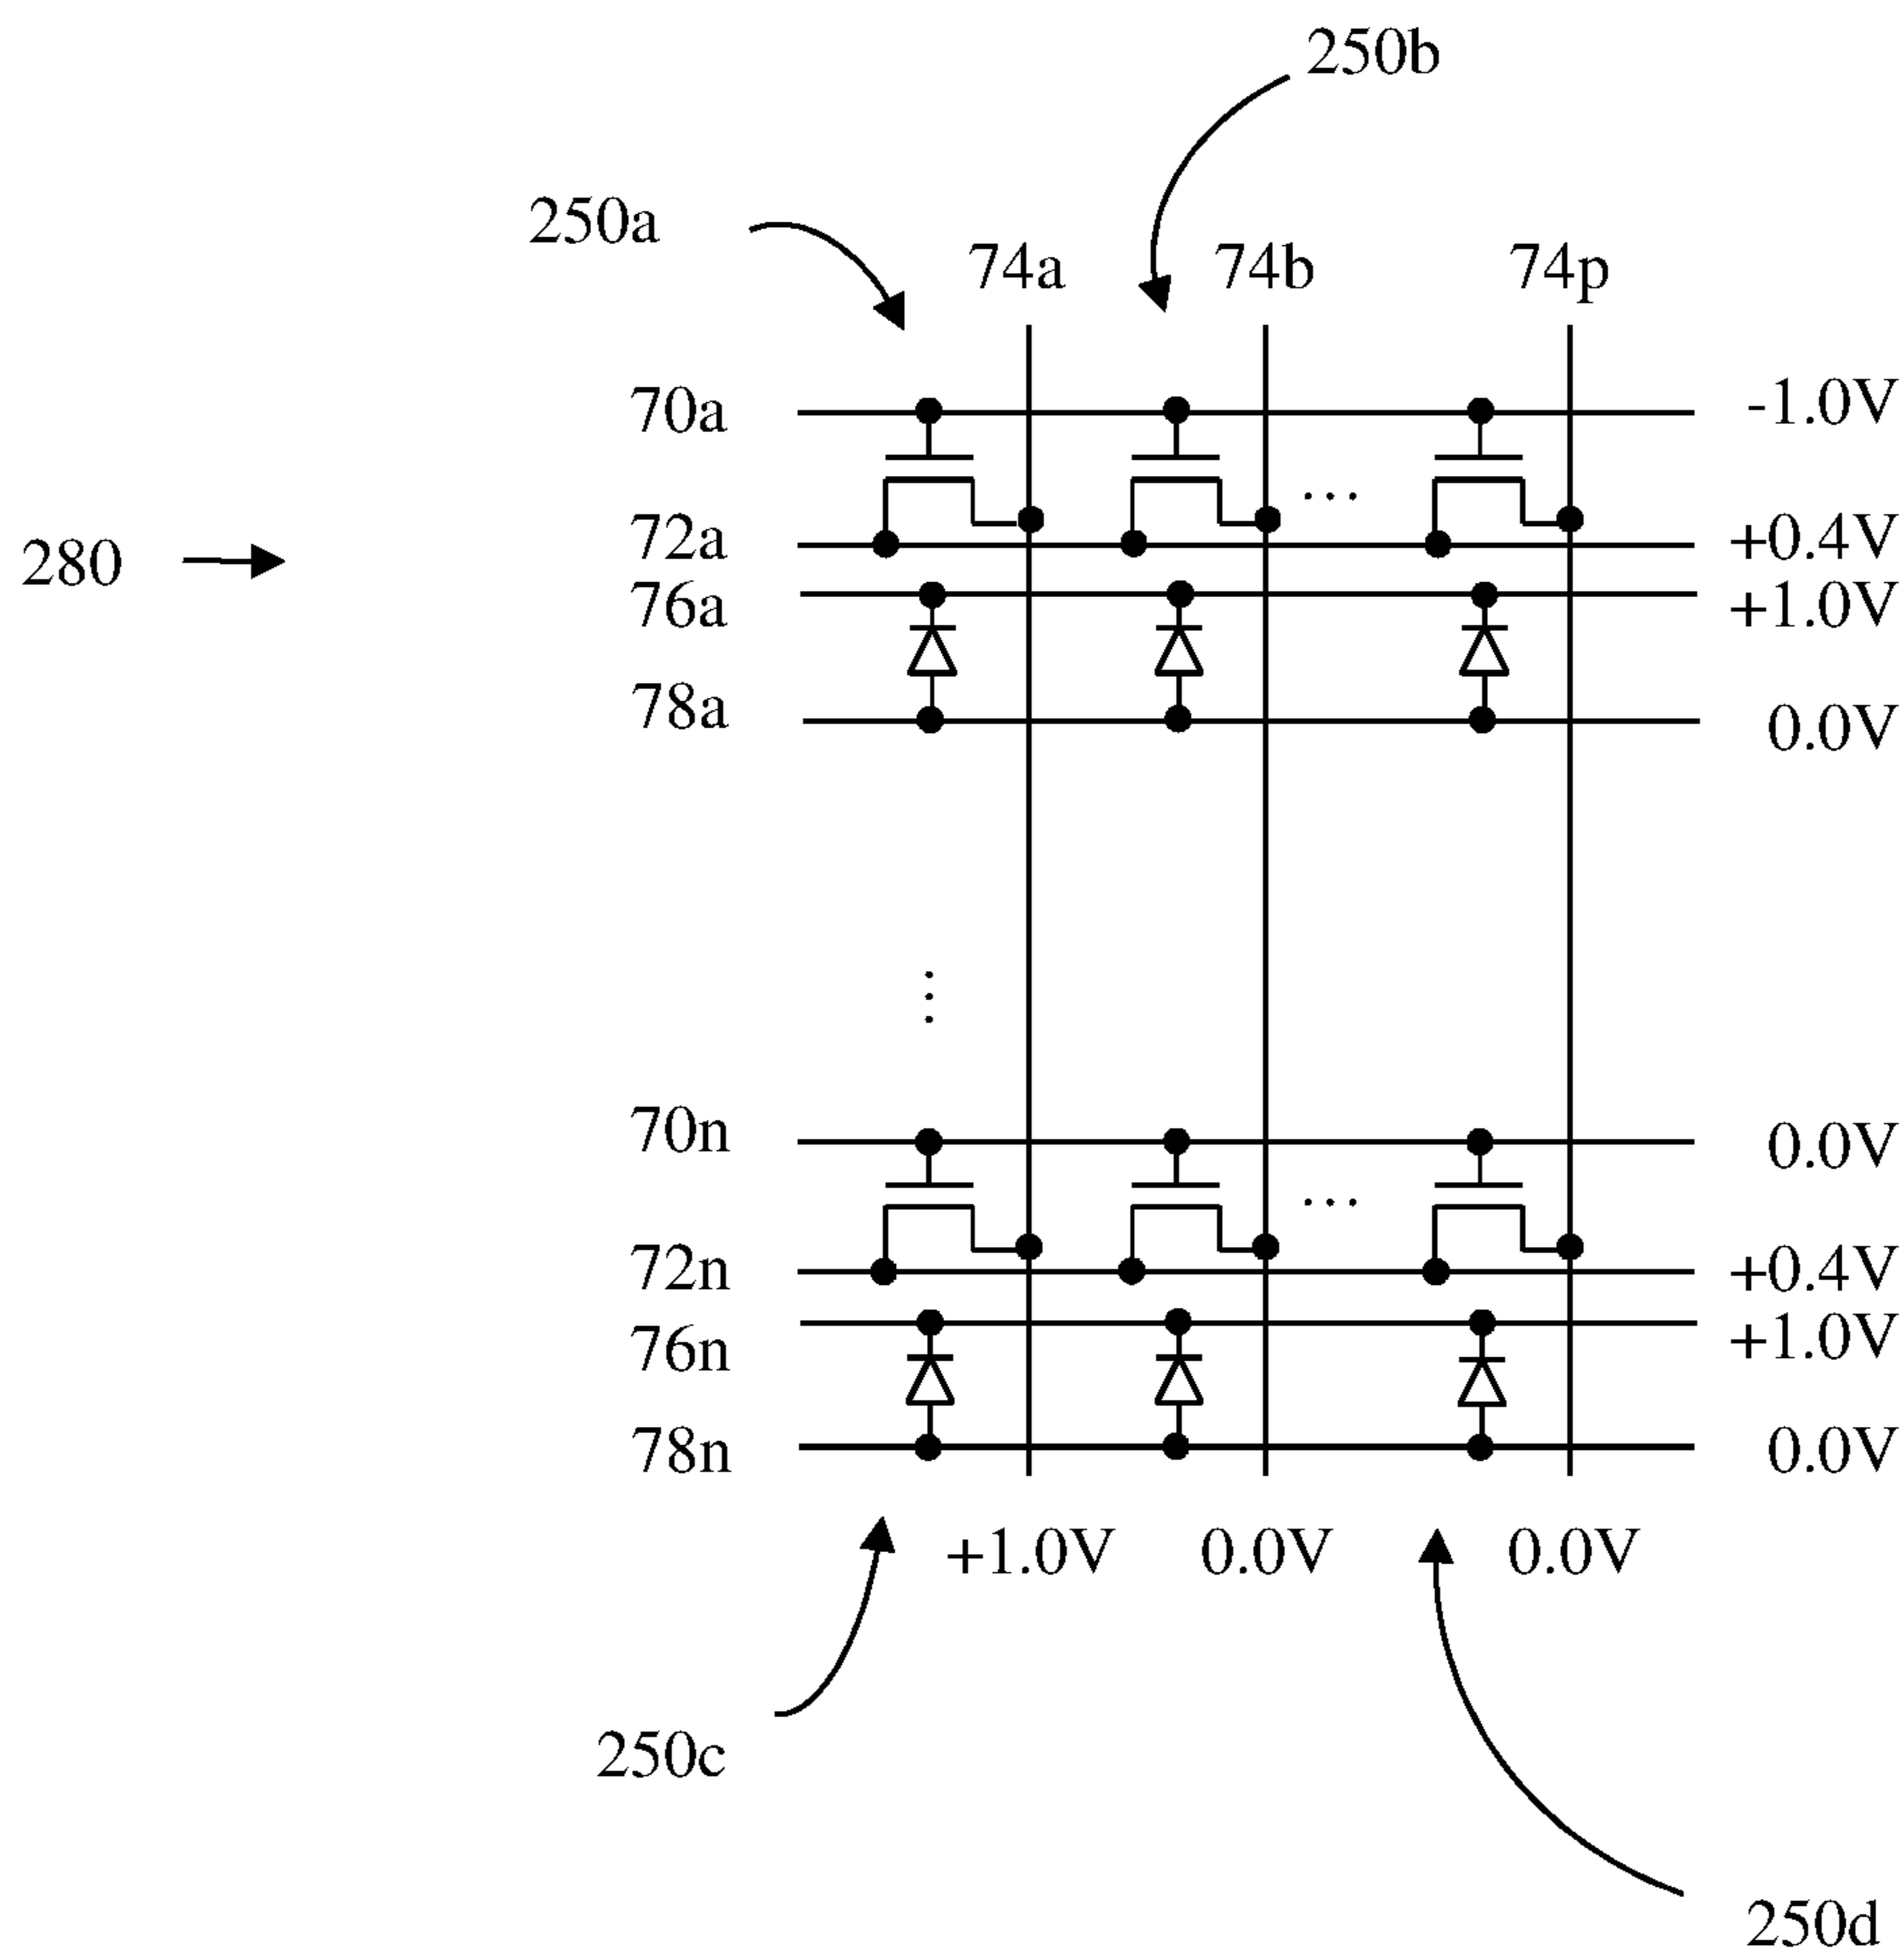 250b
250a
74a 74b 74p
70a -1.0V
...
72a +0.4V
280
76a +1.0V
78a 0.0V
...
70n 0.0V
...
72n +0.4V
76n +1.0V
78n 0.0V
+1.0V 0.0V 0.0V
250c
250d